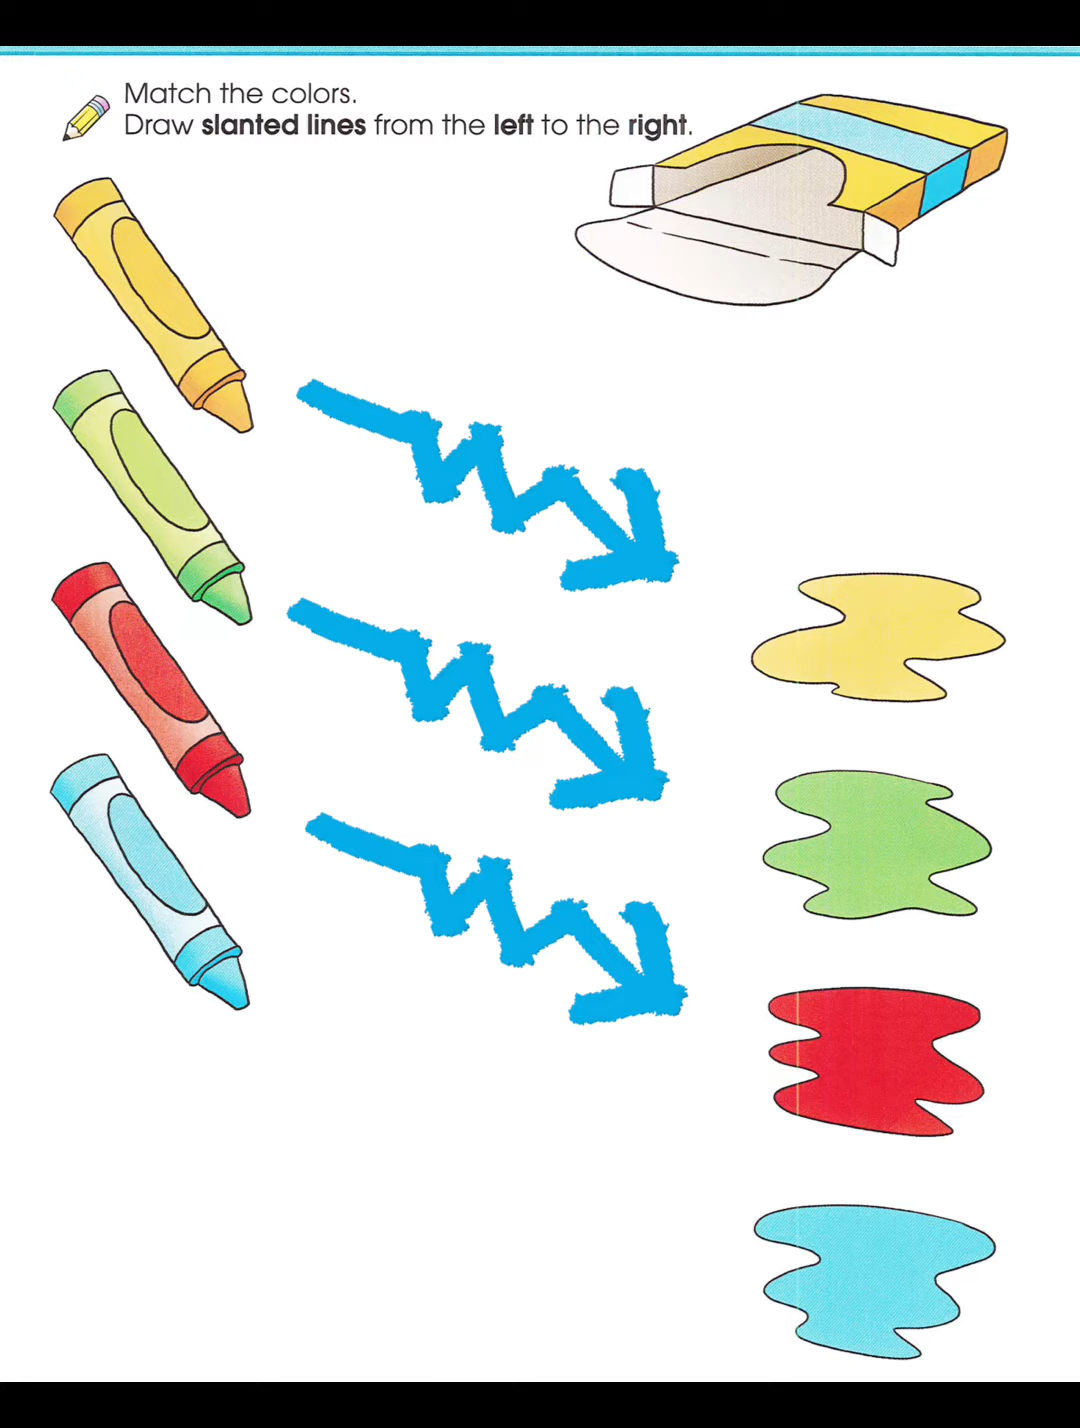 Match the colors.
Draw slanted lines from the left to the right.